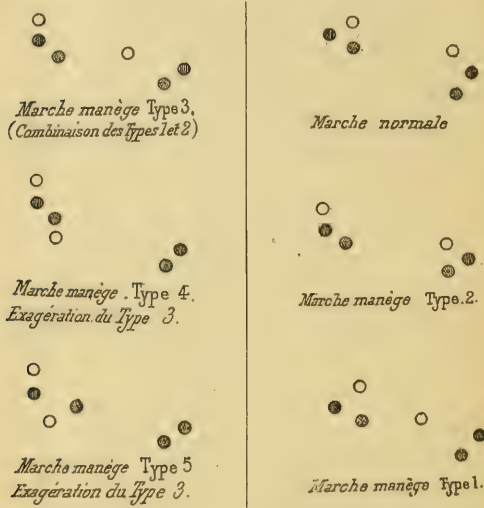 Marche manège Type 3.
(Combinaison des Types 1 et 2)
Marche manège . Type 4.
Exagération du Type 3.
Marche manège Type 5
Exagération du Type 3.
Marche normale
Marche manège Type.2.
Marche manège Type 1.